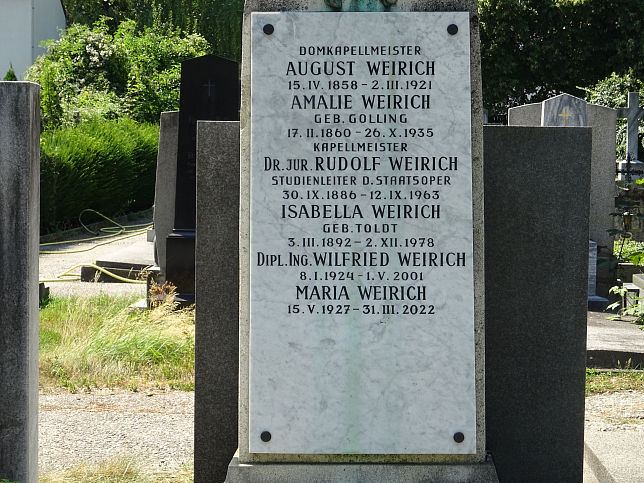 DOMKAPELLMEISTER
AUGUST WEIRICH
15.IV.1858 - 2.III.1921
AMALIE WEIRICH
GEB. GOLLING
17.II.1860 - 26.X.1935
KAPELLMEISTER
DR. JUR. RUDOLF WEIRICH
STUDIENLEITER D. STAATSOPER
30.IX.1886 - 12.IX.1963
ISABELLA WEIRICH
GEB. TOLDT
3.III.1892 - 2.XII.1978
DIPL. ING. WILFRIED WEIRICH
8.I.1924 - 1.V.2001
MARIA WEIRICH
15.V.1927 - 31.III.2022